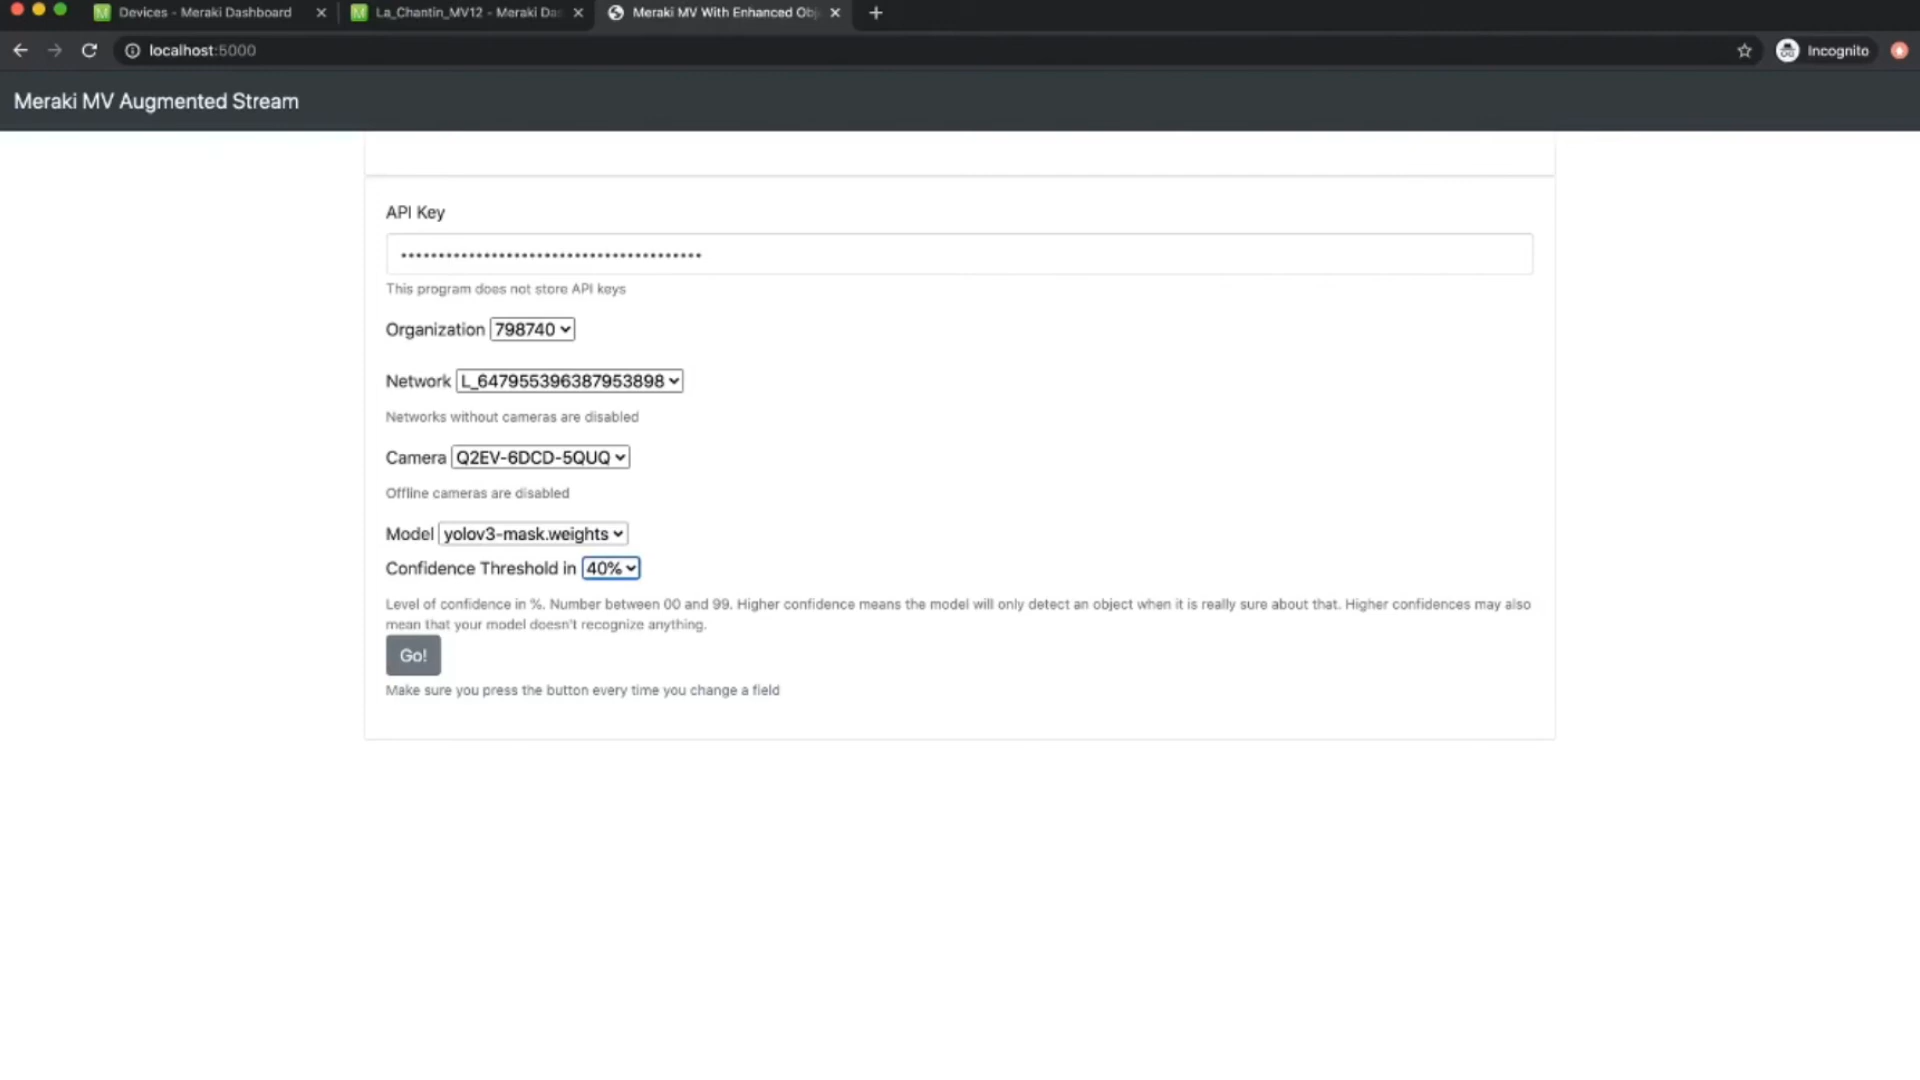 Devices - Meraki Dashboard
La_Chantin_MV12 - Meraki Da
Meraki MV With Enhanced Ob
localhost:5000
Incognito
Meraki MV Augmented Stream
API Key
••••••••••••••••••••••••••••••••••••••••
This program does not store API keys
Organization 798740
Network L_647955396387953898
Networks without cameras are disabled
Camera Q2EV-6DCD-5QUQ
Offline cameras are disabled
Model yolov3-mask.weights
Confidence Threshold in 40%
Level of confidence in %. Number between 00 and 99. Higher confidence means the model will only detect an object when it is really sure about that. Higher confidences may also
mean that your model doesn't recognize anything.
Go!
Make sure you press the button every time you change a field